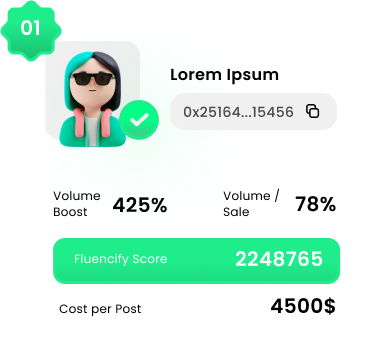 01
Lorem Ipsum
0x25164...15456
Volume
Boost
425%
Volume /
Sale
78%
Fluencify Score
2248765
Cost per Post
4500$